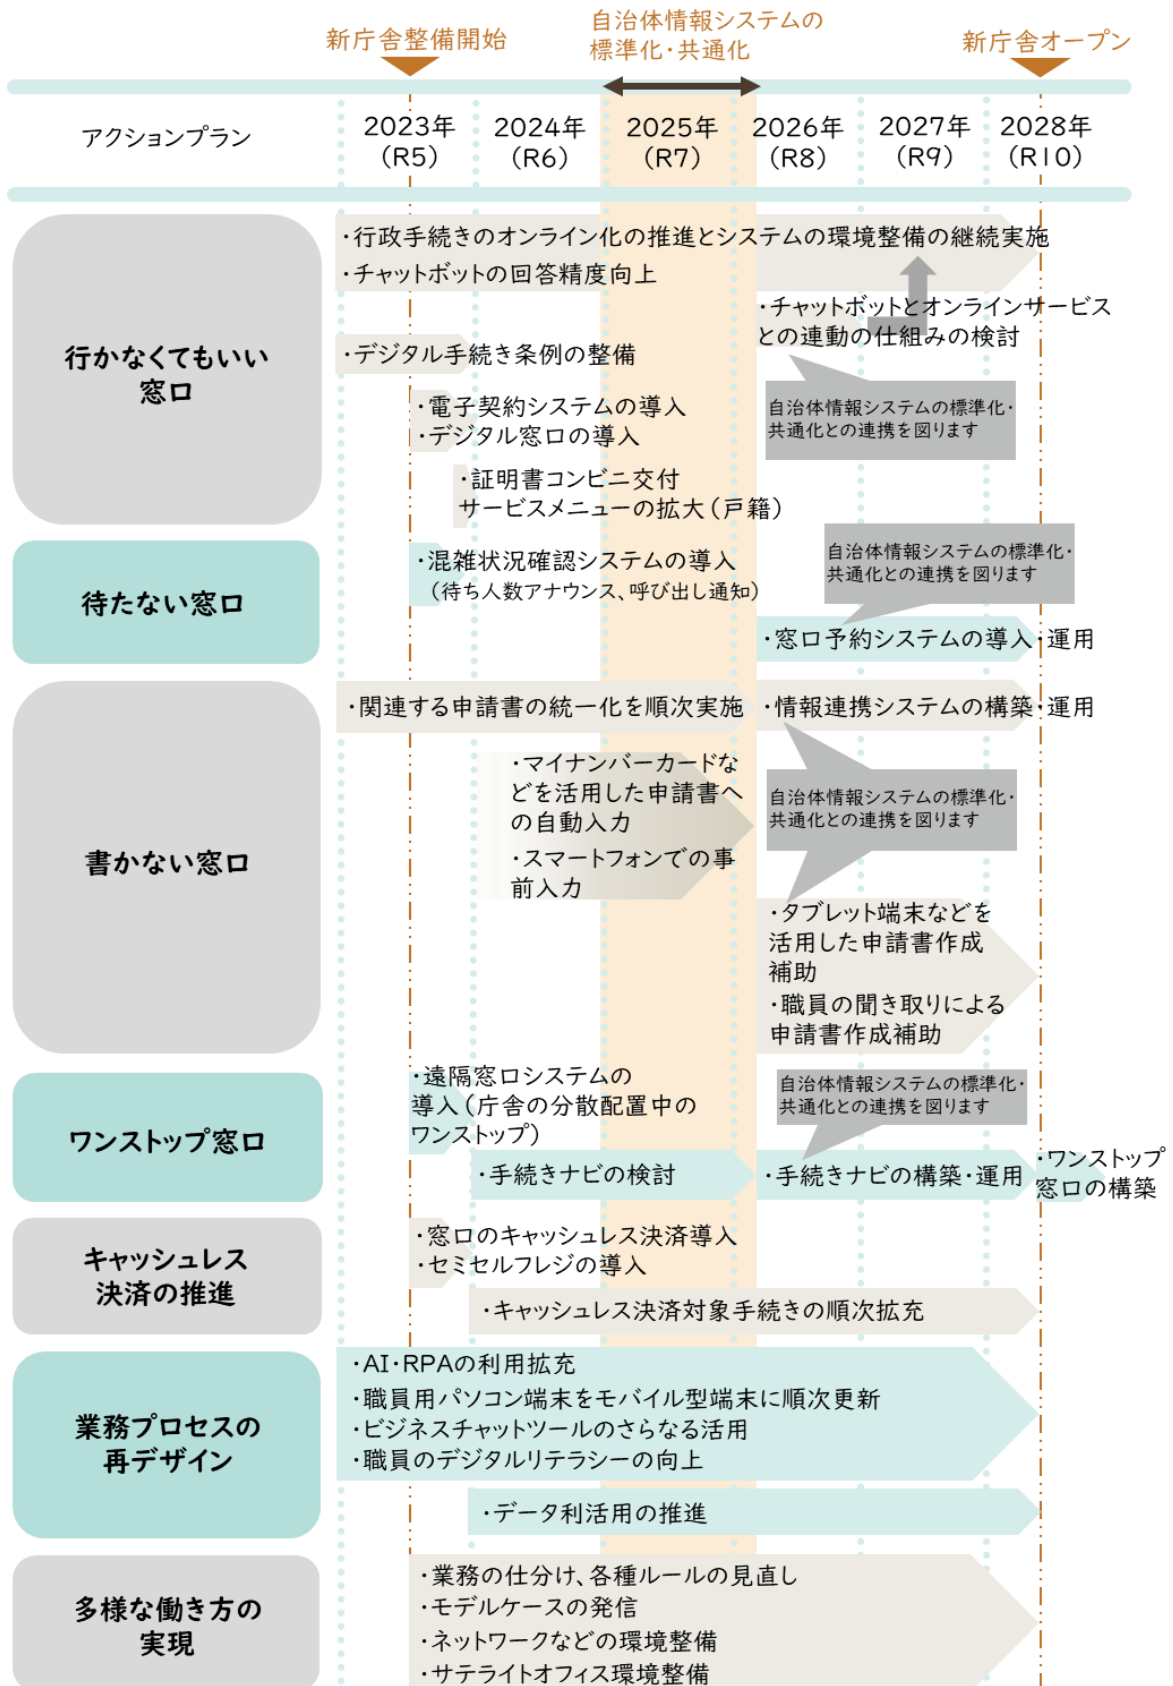 自治体情報システムの
標準化・共通化
新庁舎整備開始
新庁舎オープン
アクションプラン
2023年
(R5)
2024年
(R6)
2025年
(R7)
2026年
(R8)
2027年
(R9)
2028年
(R10)
行かなくてもいい
窓口
・行政手続きのオンライン化の推進とシステムの環境整備の継続実施
・チャットボットの回答精度向上
・チャットボットとオンラインサービス
との連動の仕組みの検討
・デジタル手続き条例の整備
自治体情報システムの標準化・
共通化との連携を図ります
・電子契約システムの導入
・デジタル窓口の導入
・証明書コンビニ交付
サービスメニューの拡大（戸籍）
待たない窓口
・混雑状況確認システムの導入
（待ち人数アナウンス、呼び出し通知）
自治体情報システムの標準化・
共通化との連携を図ります
・窓口予約システムの導入・運用
書かない窓口
・関連する申請書の統一化を順次実施
・情報連携システムの構築・運用
・マイナンバーカードな
どを活用した申請書へ
の自動入力
・スマートフォンでの事
前入力
自治体情報システムの標準化・
共通化との連携を図ります
・タブレット端末などを
活用した申請書作成
補助
・職員の聞き取りによる
申請書作成補助
ワンストップ窓口
・遠隔窓口システムの
導入（庁舎の分散配置中の
ワンストップ）
自治体情報システムの標準化・
共通化との連携を図ります
・手続きナビの検討
・手続きナビの構築・運用
・ワンストップ
窓口の構築
キャッシュレス
決済の推進
・窓口のキャッシュレス決済導入
・セミセルフレジの導入
・キャッシュレス決済対象手続きの順次拡充
業務プロセスの
再デザイン
・AI・RPAの利用拡充
・職員用パソコン端末をモバイル型端末に順次更新
・ビジネスチャットツールのさらなる活用
・職員のデジタルリテラシーの向上
・データ利活用の推進
多様な働き方の
実現
・業務の仕分け、各種ルールの見直し
・モデルケースの発信
・ネットワークなどの環境整備
・サテライトオフィス環境整備